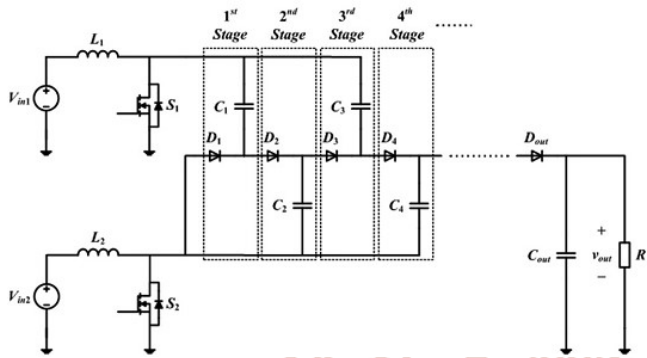 1st 2nd 3rd 4th
Stage Stage Stage Stage
L1
Vin1
S1
C1
C3
D1 D2 D3 D4 Dout
C2
C4
L2
Vin2
S2
Cout
+
vout
−
R